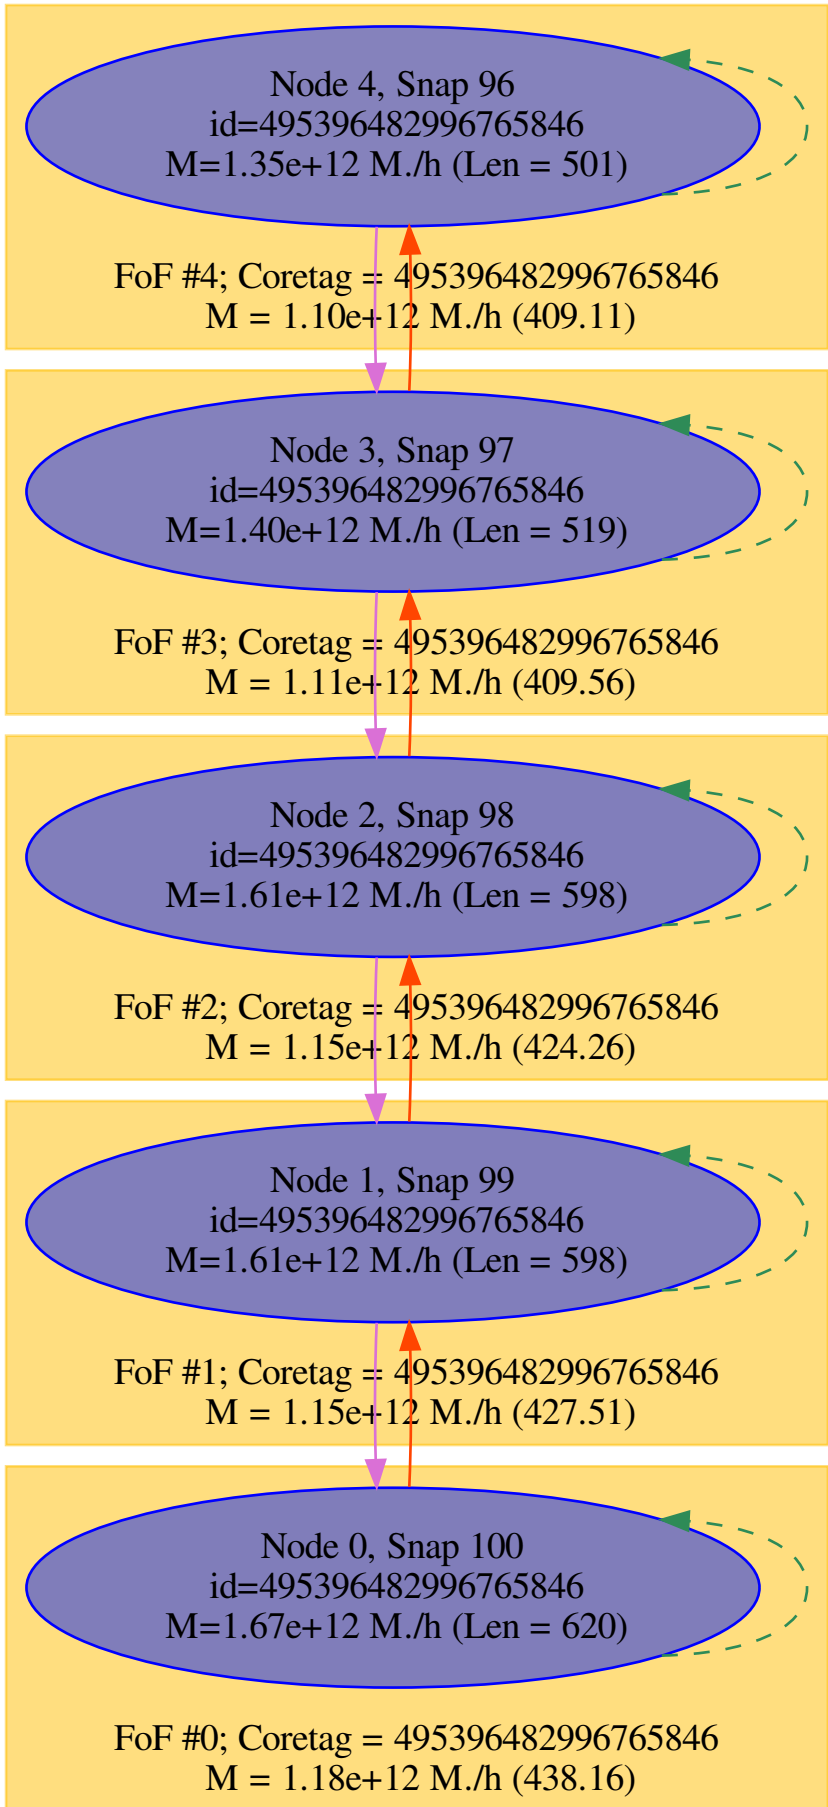 Node 4, Snap 96
id=495396482996765846
M=1.35e+12 M./h (Len = 501)
FoF #4; Coretag = 495396482996765846
M = 1.10e+12 M./h (409.11)
Node 3, Snap 97
id=495396482996765846
M=1.40e+12 M./h (Len = 519)
FoF #3; Coretag = 495396482996765846
M = 1.11e+12 M./h (409.56)
Node 2, Snap 98
id=495396482996765846
M=1.61e+12 M./h (Len = 598)
FoF #2; Coretag = 495396482996765846
M = 1.15e+12 M./h (424.26)
Node 1, Snap 99
id=495396482996765846
M=1.61e+12 M./h (Len = 598)
FoF #1; Coretag = 495396482996765846
M = 1.15e+12 M./h (427.51)
Node 0, Snap 100
id=495396482996765846
M=1.67e+12 M./h (Len = 620)
FoF #0; Coretag = 495396482996765846
M = 1.18e+12 M./h (438.16)